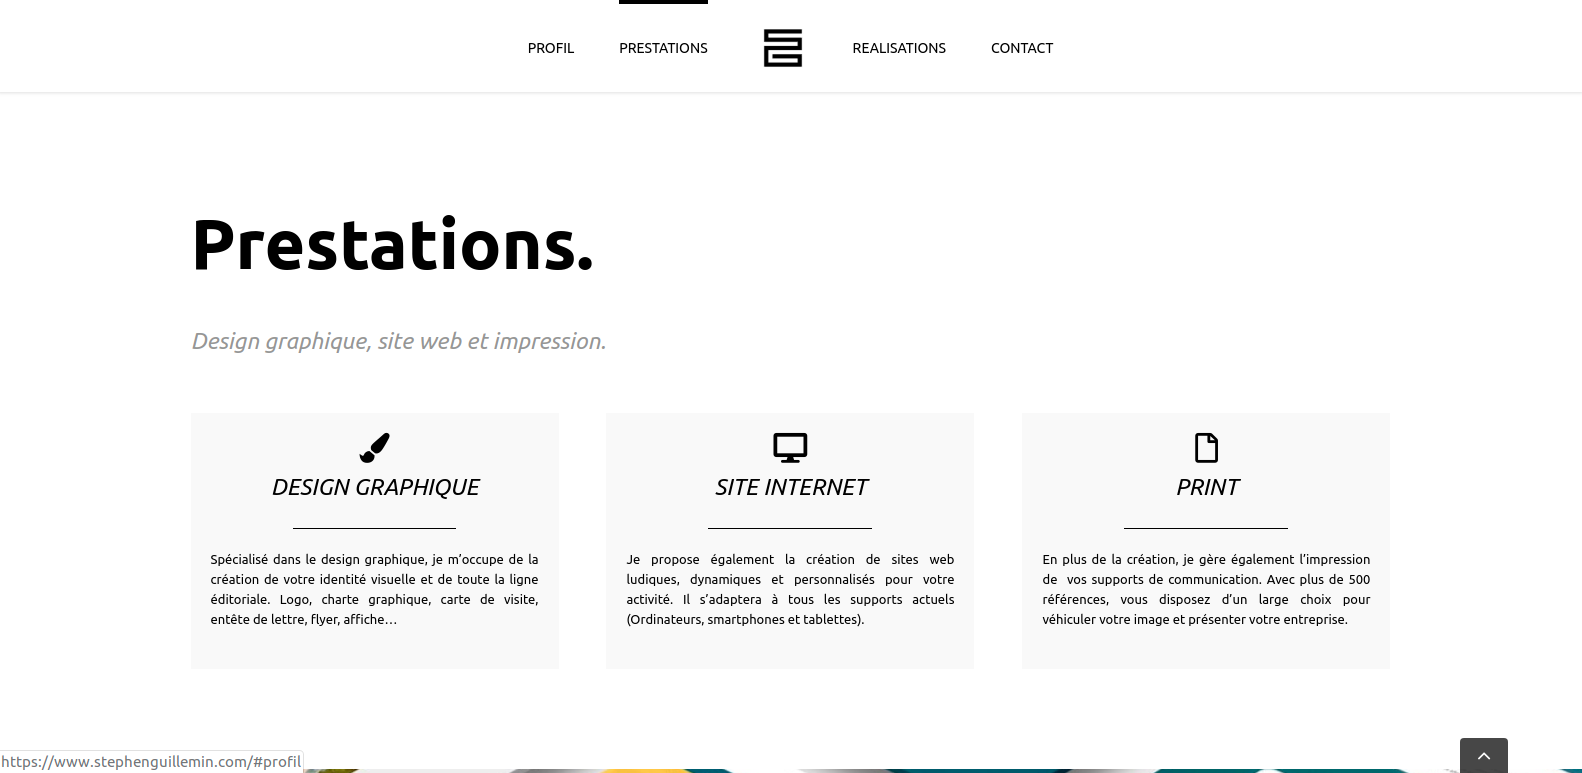 PROFIL PRESTATIONS REALISATIONS CONTACT
Prestations.
Design graphique, site web et impression.
DESIGN GRAPHIQUE
Spécialisé dans le design graphique, je m’occupe de la
création de votre identité visuelle et de toute la ligne
éditoriale. Logo, charte graphique, carte de visite,
entête de lettre, flyer, affiche…
SITE INTERNET
Je propose également la création de sites web
ludiques, dynamiques et personnalisés pour votre
activité. Il s’adaptera à tous les supports actuels
(Ordinateurs, smartphones et tablettes).
PRINT
En plus de la création, je gère également l’impression
de vos supports de communication. Avec plus de 500
références, vous disposez d’un large choix pour
véhiculer votre image et présenter votre entreprise.
https://www.stephenguillemin.com/#profil